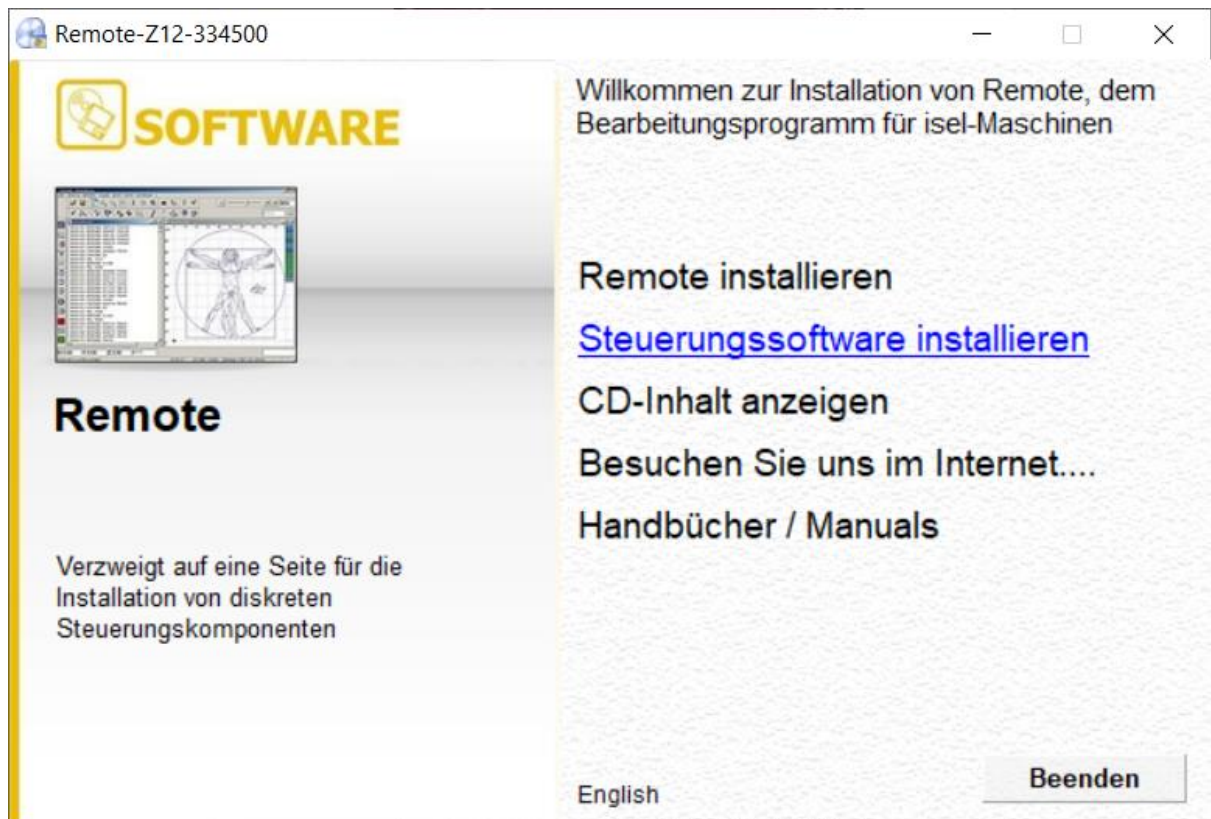 Remote-Z12-334500
SOFTWARE
Remote
Verzweigt auf eine Seite für die
Installation von diskreten
Steuerungskomponenten
Willkommen zur Installation von Remote, dem
Bearbeitungsprogramm für isel-Maschinen
Remote installieren
Steuerungssoftware installieren
CD-Inhalt anzeigen
Besuchen Sie uns im Internet....
Handbücher / Manuals
English
Beenden